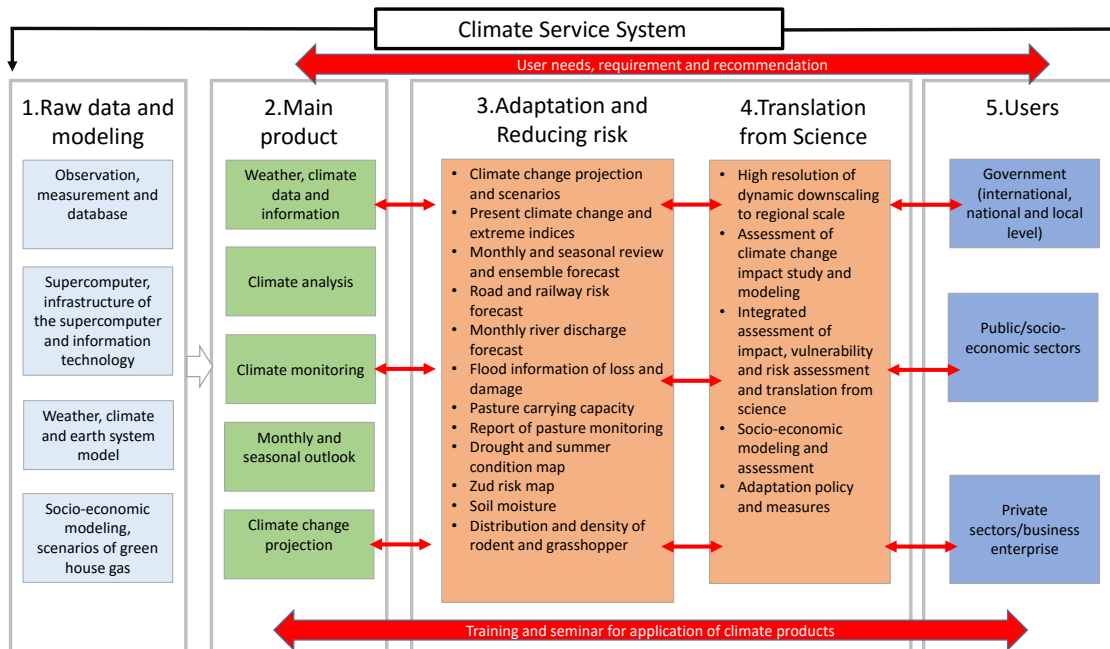 Climate Service System
User needs, requirement and recommendation
1.Raw data and
modeling
Observation,
measurement and
database
Supercomputer,
infrastructure of
the supercomputer
and information
technology
Weather, climate
and earth system
model
Socio-economic
modeling,
scenarios of green
house gas
2.Main
product
Weather, climate
data and
information
Climate analysis
Climate monitoring
Monthly and
seasonal outlook
Climate change
projection
3.Adaptation and
Reducing risk
• Climate change projection
and scenarios
• Present climate change and
extreme indices
• Monthly and seasonal review
and ensemble forecast
• Road and railway risk
forecast
• Monthly river discharge
forecast
• Flood information of loss and
damage
• Pasture carrying capacity
• Report of pasture monitoring
• Drought and summer
condition map
• Zud risk map
• Soil moisture
• Distribution and density of
rodent and grasshopper
4.Translation
from Science
• High resolution of
dynamic downscaling
to regional scale
• Assessment of
climate change
impact study and
modeling
• Integrated
assessment of
impact, vulnerability
and risk assessment
and translation from
science
• Socio-economic
modeling and
assessment
• Adaptation policy
and measures
5.Users
Government
(international,
national and local
level)
Public/socio-
economic sectors
Private
sectors/business
enterprise
Training and seminar for application of climate products